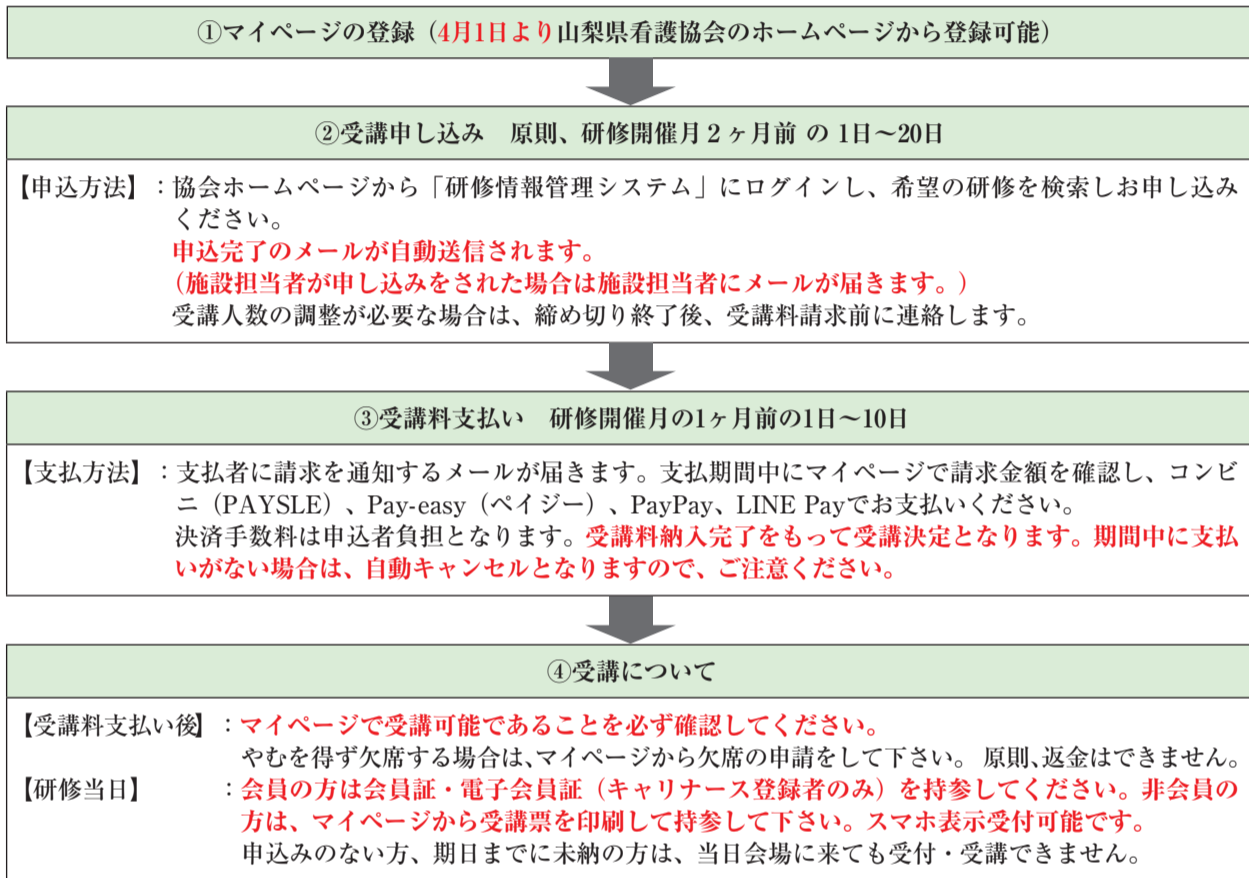 ①マイページの登録（4月1日より山梨県看護協会のホームページから登録可能）
②受講申し込み　原則、研修開催月２ヶ月前 の 1日～20日
【申込方法】：協会ホームページから「研修情報管理システム」にログインし、希望の研修を検索しお申し込み
ください。
申込完了のメールが自動送信されます。
（施設担当者が申し込みをされた場合は施設担当者にメールが届きます。）
受講人数の調整が必要な場合は、締め切り終了後、受講料請求前に連絡します。
③受講料支払い　研修開催月の1ヶ月前の1日～10日
【支払方法】：支払者に請求を通知するメールが届きます。支払期間中にマイページで請求金額を確認し、コンビ
ニ（PAYSLE）、Pay-easy（ペイジー）、PayPay、LINE Payでお支払いください。
決済手数料は申込者負担となります。受講料納入完了をもって受講決定となります。期間中に支払
いがない場合は、自動キャンセルとなりますので、ご注意ください。
④受講について
【受講料支払い後】：マイページで受講可能であることを必ず確認してください。
やむを得ず欠席する場合は、マイページから欠席の申請をして下さい。 原則、返金はできません。
【研修当日】　　　：会員の方は会員証・電子会員証（キャリナース登録者のみ）を持参してください。非会員の
方は、マイページから受講票を印刷して持参して下さい。スマホ表示受付可能です。
申込みのない方、期日までに未納の方は、当日会場に来ても受付・受講できません。